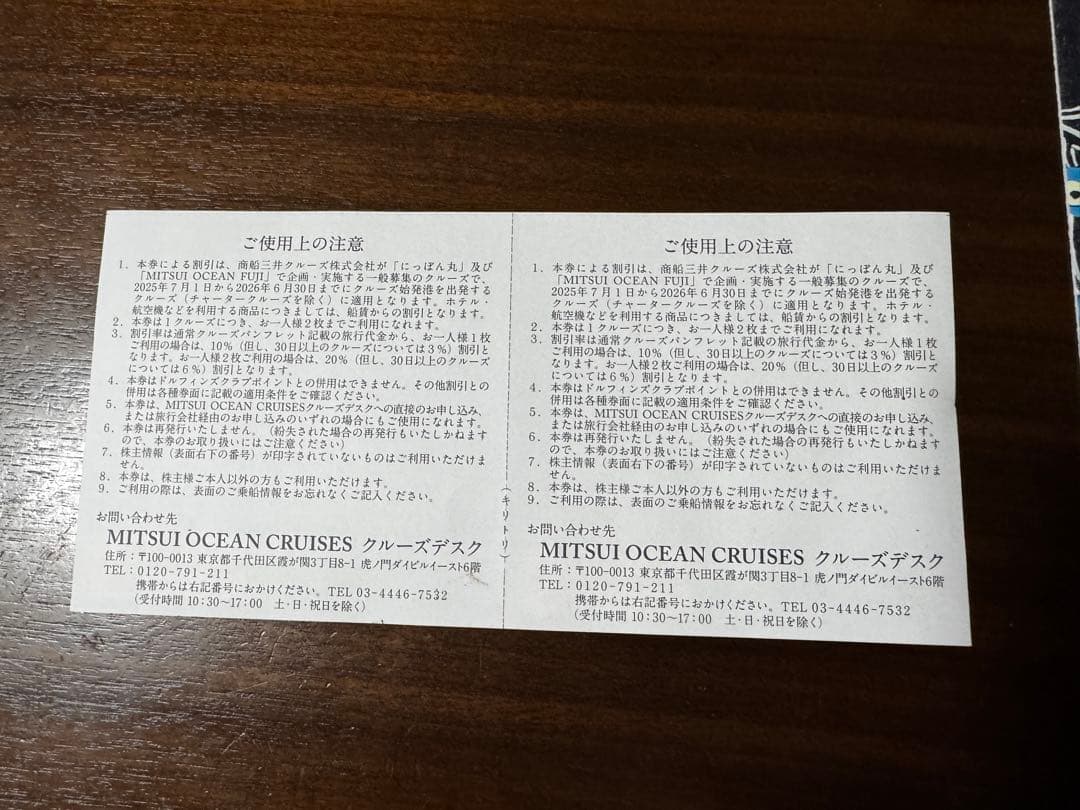 ご使用上の注意
1. 本券による割引は、商船三井クルーズ株式会社が「にっぽん丸」及び
「MITSUI OCEAN FUJI」で企画・実施する一般募集のクルーズで、
2025年7月1日から2026年6月30日までにクルーズ始発港を出発する
クルーズ（チャータークルーズを除く）に適用となります。ホテル・
航空機などを利用する商品につきましては、船賃からの割引となります。
2. 本券は1クルーズにつき、お一人様2枚までご利用になれます。
3. 割引率は通常クルーズパンフレット記載の旅行代金から、お一人様1枚
ご利用の場合は、10%（但し、30日以上のクルーズについては3%）割引と
なります。お一人様2枚ご利用の場合は、20%（但し、30日以上のクルーズ
については6%）割引となります。
4. 本券はドルフィンズクラブポイントとの併用はできません。その他割引との
併用は各種券面に記載の適用条件をご確認ください。
5. 本券は、MITSUI OCEAN CRUISESクルーズデスクへの直接のお申し込み、
または旅行会社経由のお申し込みのいずれの場合にもご使用になれます。
6. 本券は再発行いたしません。（紛失された場合の再発行もいたしかねます
ので、本券のお取り扱いにはご注意ください）
7. 株主情報（表面右下の番号）が印字されていないものはご利用いただけま
せん。
8. 本券は、株主様ご本人以外の方もご利用いただけます。
9. ご利用の際は、表面のご乗船情報をお忘れなくご記入ください。
お問い合わせ先
MITSUI OCEAN CRUISES クルーズデスク
住所：〒100-0013 東京都千代田区霞が関3丁目8-1 虎ノ門ダイビルイースト6階
TEL：0120-791-211
携帯からは右記番号におかけください。TEL 03-4446-7532
（受付時間 10:30～17:00 土・日・祝日を除く）
（キリトリ）
ご使用上の注意
1. 本券による割引は、商船三井クルーズ株式会社が「にっぽん丸」及び
「MITSUI OCEAN FUJI」で企画・実施する一般募集のクルーズで、
2025年7月1日から2026年6月30日までにクルーズ始発港を出発する
クルーズ（チャータークルーズを除く）に適用となります。ホテル・
航空機などを利用する商品につきましては、船賃からの割引となります。
2. 本券は1クルーズにつき、お一人様2枚までご利用になれます。
3. 割引率は通常クルーズパンフレット記載の旅行代金から、お一人様1枚
ご利用の場合は、10%（但し、30日以上のクルーズについては3%）割引と
なります。お一人様2枚ご利用の場合は、20%（但し、30日以上のクルーズ
については6%）割引となります。
4. 本券はドルフィンズクラブポイントとの併用はできません。その他割引との
併用は各種券面に記載の適用条件をご確認ください。
5. 本券は、MITSUI OCEAN CRUISESクルーズデスクへの直接のお申し込み、
または旅行会社経由のお申し込みのいずれの場合にもご使用になれます。
6. 本券は再発行いたしません。（紛失された場合の再発行もいたしかねます
ので、本券のお取り扱いにはご注意ください）
7. 株主情報（表面右下の番号）が印字されていないものはご利用いただけま
せん。
8. 本券は、株主様ご本人以外の方もご利用いただけます。
9. ご利用の際は、表面のご乗船情報をお忘れなくご記入ください。
お問い合わせ先
MITSUI OCEAN CRUISES クルーズデスク
住所：〒100-0013 東京都千代田区霞が関3丁目8-1 虎ノ門ダイビルイースト6階
TEL：0120-791-211
携帯からは右記番号におかけください。TEL 03-4446-7532
（受付時間 10:30～17:00 土・日・祝日を除く）